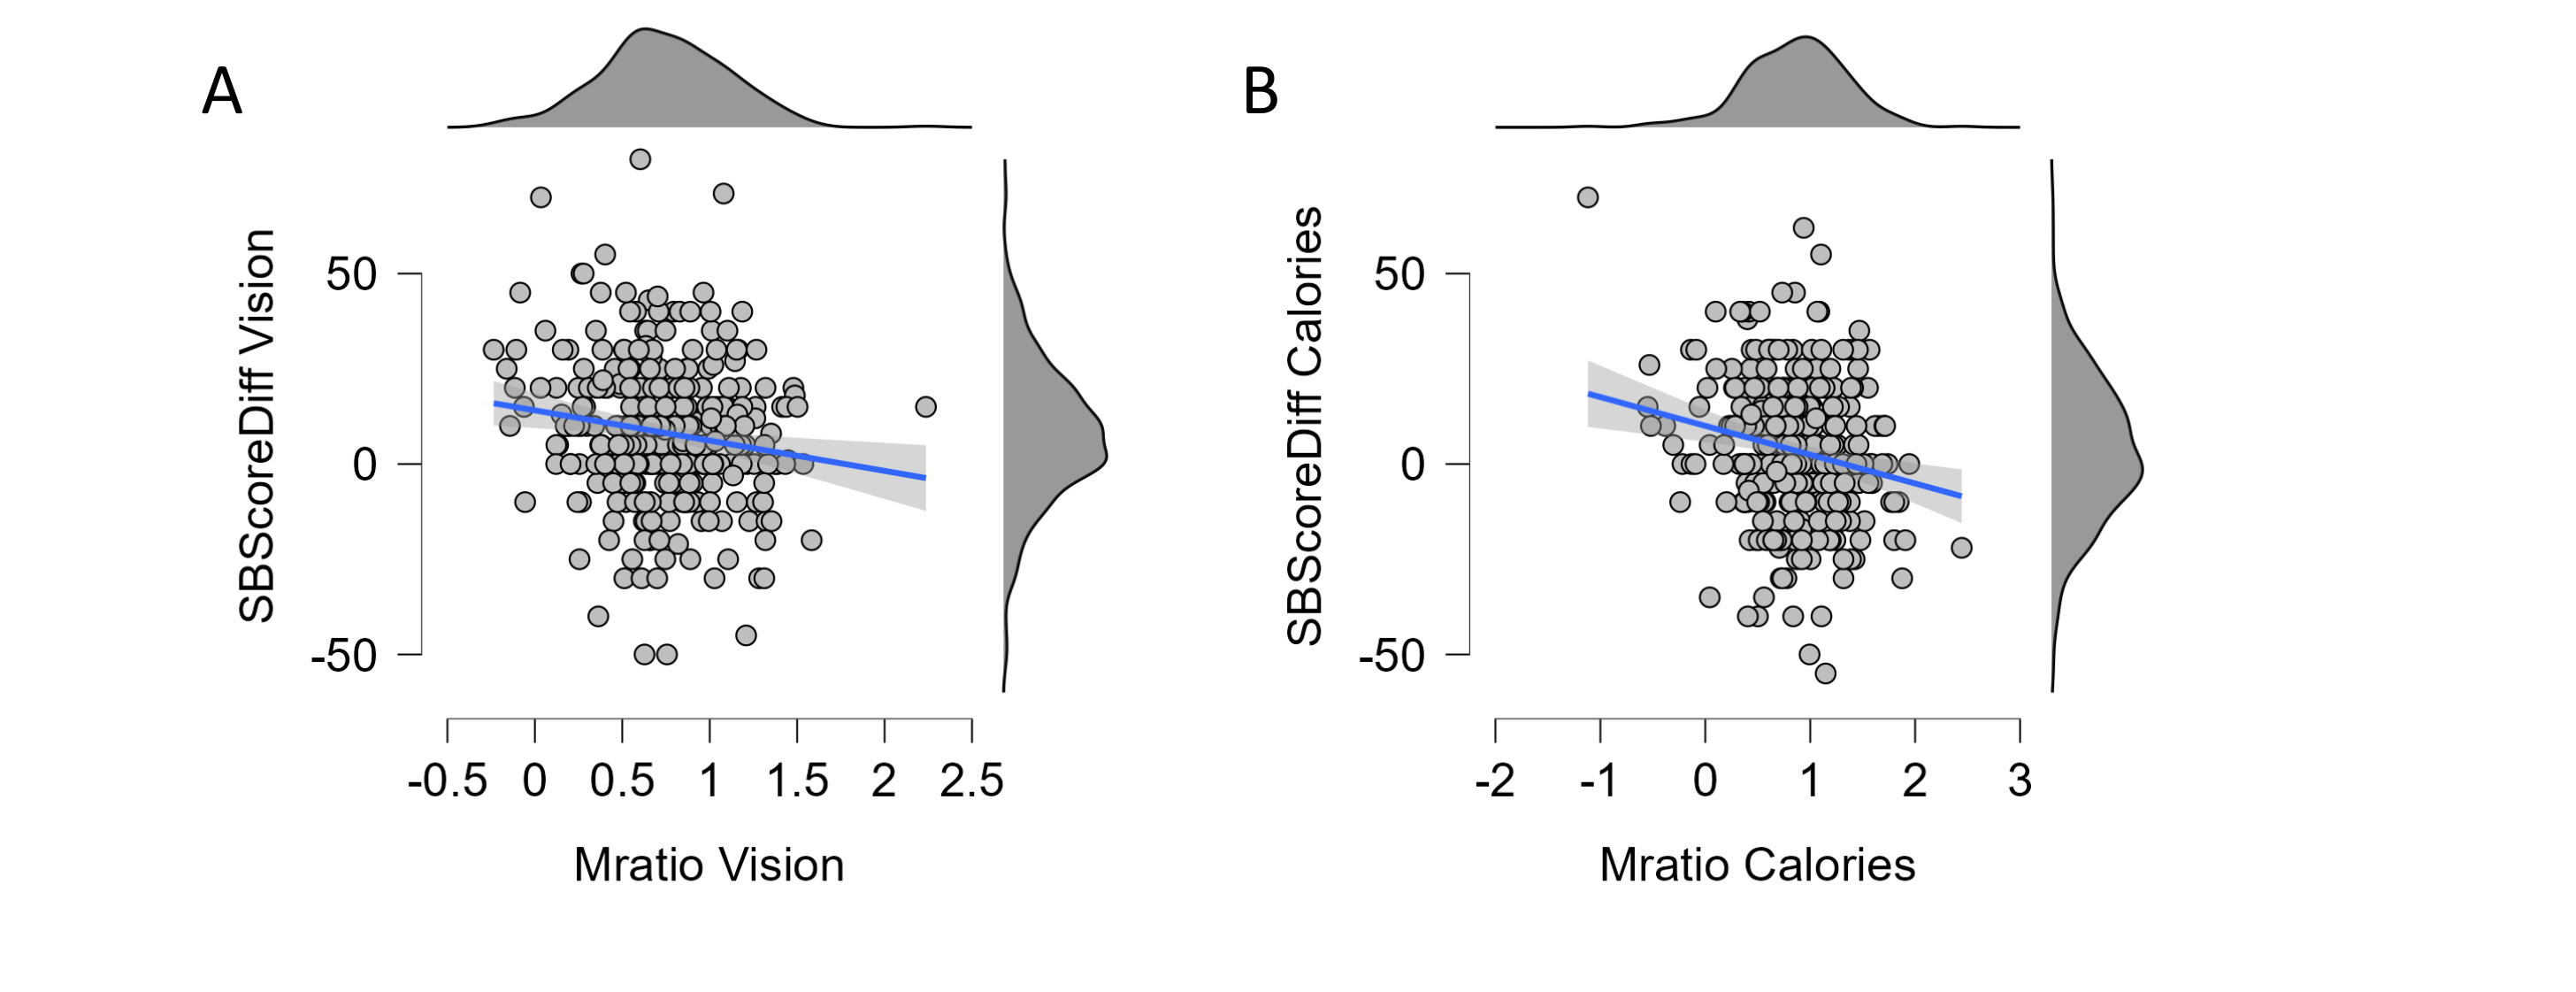 A
SBScoreDiff Vision
50
0
-50
-0.5 0 0.5 1 1.5 2 2.5
Mratio Vision
B
SBScoreDiff Calories
50
0
-50
-2 -1 0 1 2 3
Mratio Calories